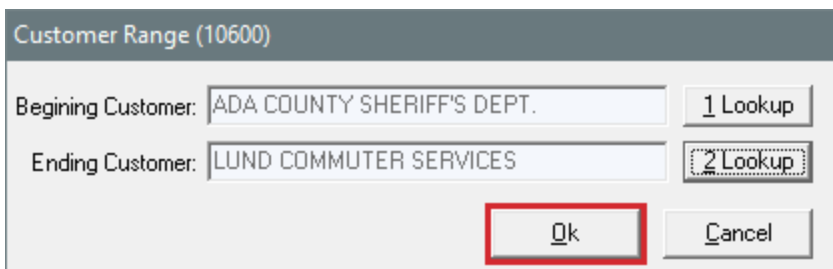 Customer Range (10600)
Begining Customer: ADA COUNTY SHERIFF'S DEPT. 1 Lookup
Ending Customer: LUND COMMUTER SERVICES 2 Lookup
Ok Cancel